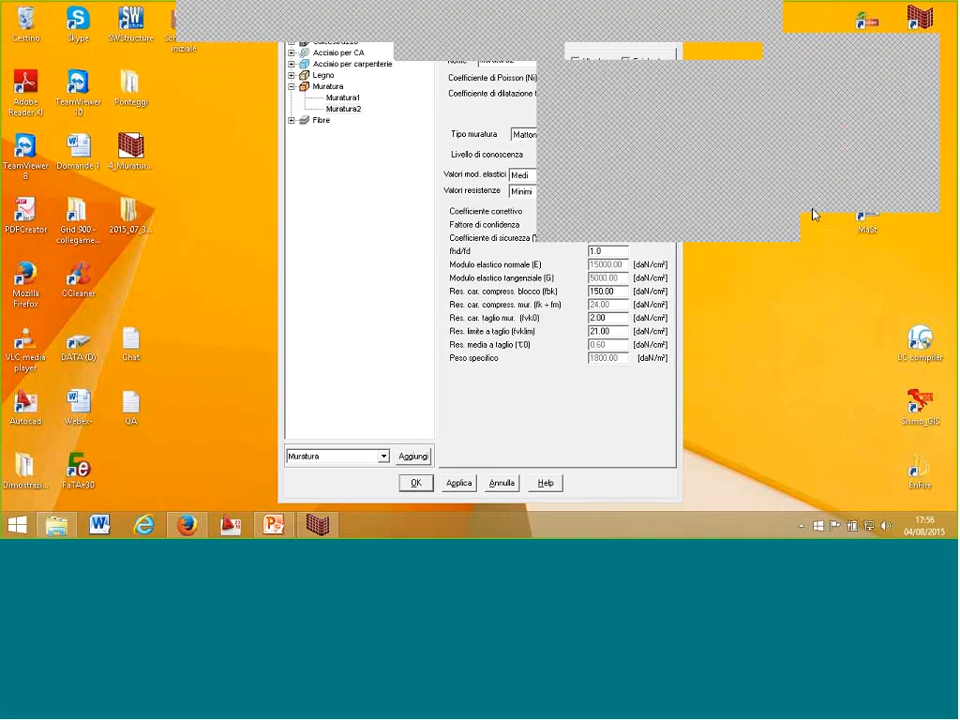 Cestino
Skype
SWStructure
iniziale
Adobe
Reader XI
TeamViewer
10
Ponteggi
TeamViewer
8
Domande 1
4_Muratur...
PDFCreator
Grid 900 -
collegame...
2015_07_3...
Mozilla
Firefox
CCleaner
VLC media
player
DATA (D)
Chat
Autocad
Webex-
QA
Dimostrazi...
FaTAe30
Acciaio per CA
Acciaio per carpenterie
Legno
Muratura
Muratura1
Muratura2
Fibre
Muratura
Aggiungi
Coefficiente di Poisson (Ni)
Coefficiente di dilatazione
Tipo muratura
Livello di conoscenza
Valori mod. elastici Medi
Valori resistenze Minimi
Coefficiente correttivo
Fattore di confidenza
Coefficiente di sicurezza
fhd/fd 1.0
Modulo elastico normale (E) 15000.00 [daN/cm²]
Modulo elastico tangenziale (G) 5000.00 [daN/cm²]
Res. car. compress. blocco (fbk) 150.00 [daN/cm²]
Res. car. compress. mur. (fk ÷ fm) 24.00 [daN/cm²]
Res. car. taglio mur. (fvk0) 2.00 [daN/cm²]
Res. limite a taglio (fvklim) 21.00 [daN/cm²]
Res. media a taglio (τ0) 0.60 [daN/cm²]
Peso specifico 1800.00 [daN/m³]
OK
Applica
Annulla
Help
MaSt
LC compiler
Sismo_GIS
EnFire
17:56
04/08/2015